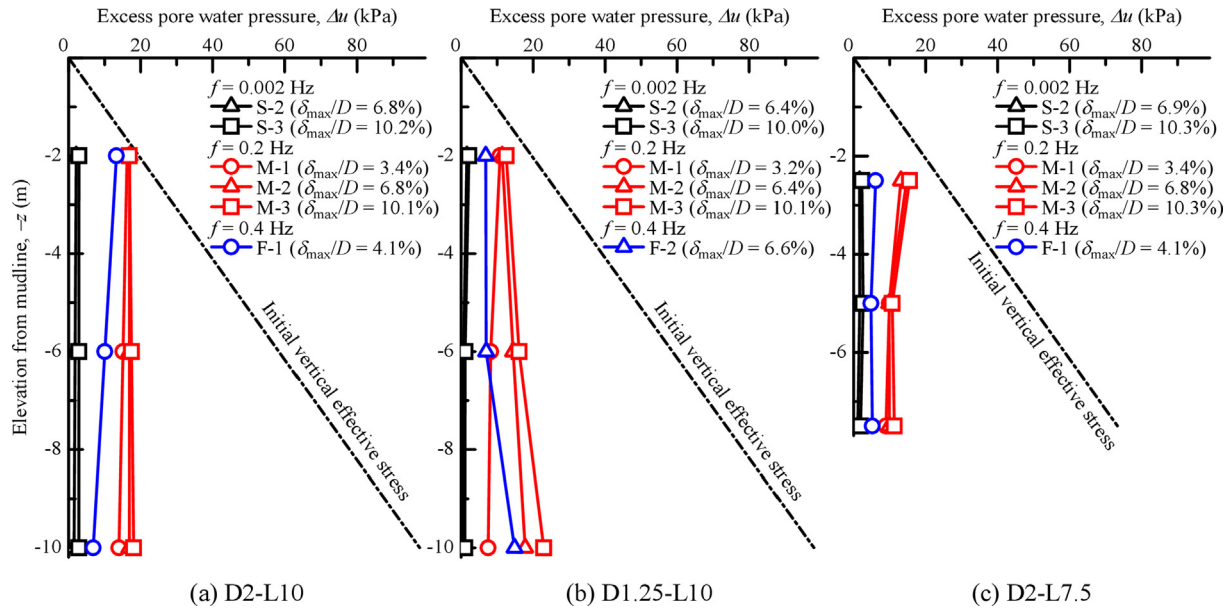 Excess pore water pressure, Δu (kPa)
0 20 40 60 80
Elevation from mudline, −z (m)
-2
-4
-6
-8
-10
f = 0.002 Hz
S-2 (δmax/D = 6.8%)
S-3 (δmax/D = 10.2%)
f = 0.2 Hz
M-1 (δmax/D = 3.4%)
M-2 (δmax/D = 6.8%)
M-3 (δmax/D = 10.1%)
f = 0.4 Hz
F-1 (δmax/D = 4.1%)
Initial vertical effective stress
(a) D2-L10
Excess pore water pressure, Δu (kPa)
0 20 40 60 80
-2
-4
-6
-8
-10
f = 0.002 Hz
S-2 (δmax/D = 6.4%)
S-3 (δmax/D = 10.0%)
f = 0.2 Hz
M-1 (δmax/D = 3.2%)
M-2 (δmax/D = 6.4%)
M-3 (δmax/D = 10.1%)
f = 0.4 Hz
F-2 (δmax/D = 6.6%)
Initial vertical effective stress
(b) D1.25-L10
Excess pore water pressure, Δu (kPa)
0 20 40 60 80
-2
-4
-6
-8
-10
f = 0.002 Hz
S-2 (δmax/D = 6.9%)
S-3 (δmax/D = 10.3%)
f = 0.2 Hz
M-1 (δmax/D = 3.4%)
M-2 (δmax/D = 6.8%)
M-3 (δmax/D = 10.3%)
f = 0.4 Hz
F-1 (δmax/D = 4.1%)
Initial vertical effective stress
(c) D2-L7.5